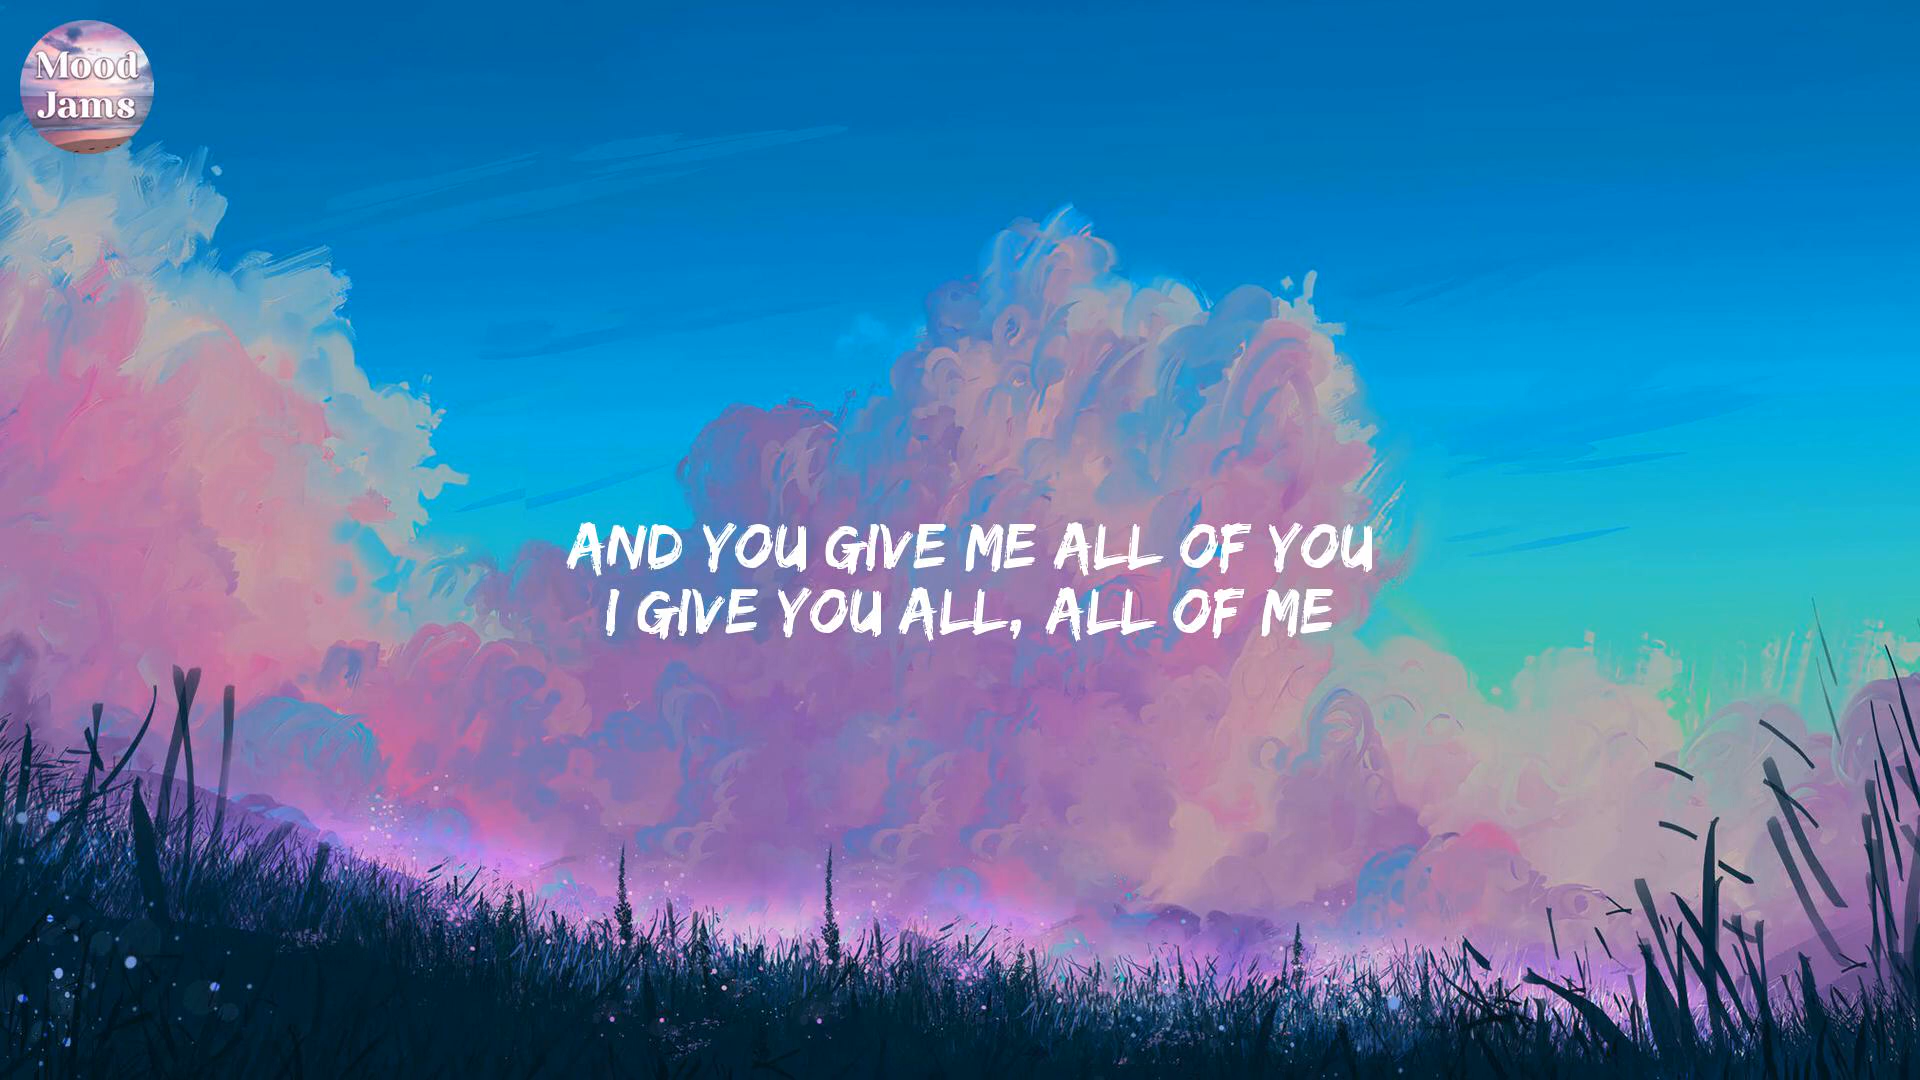 Mood
Jams
AND YOU GIVE ME ALL OF YOU
I GIVE YOU ALL, ALL OF ME